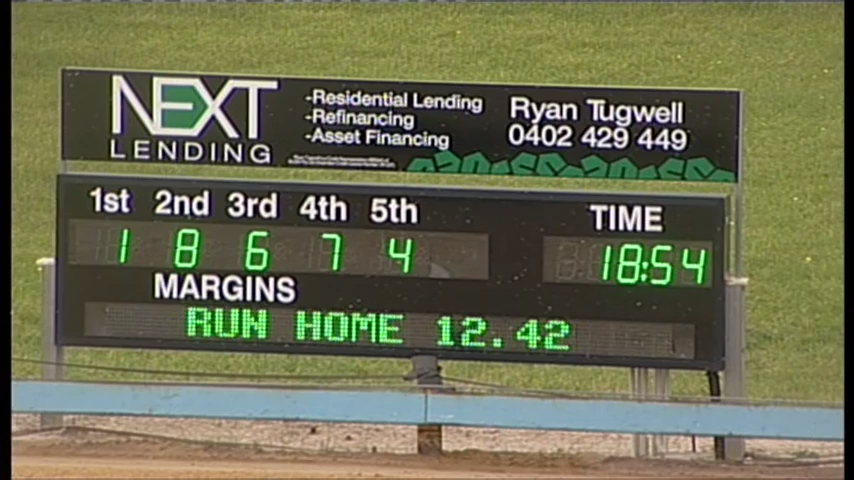 NEXT
LENDING
-Residential Lending
-Refinancing
-Asset Financing
Ryan Tugwell
0402 429 449
1st 2nd 3rd 4th 5th TIME
1 8 6 7 4 18:54
MARGINS
RUN HOME 12.42